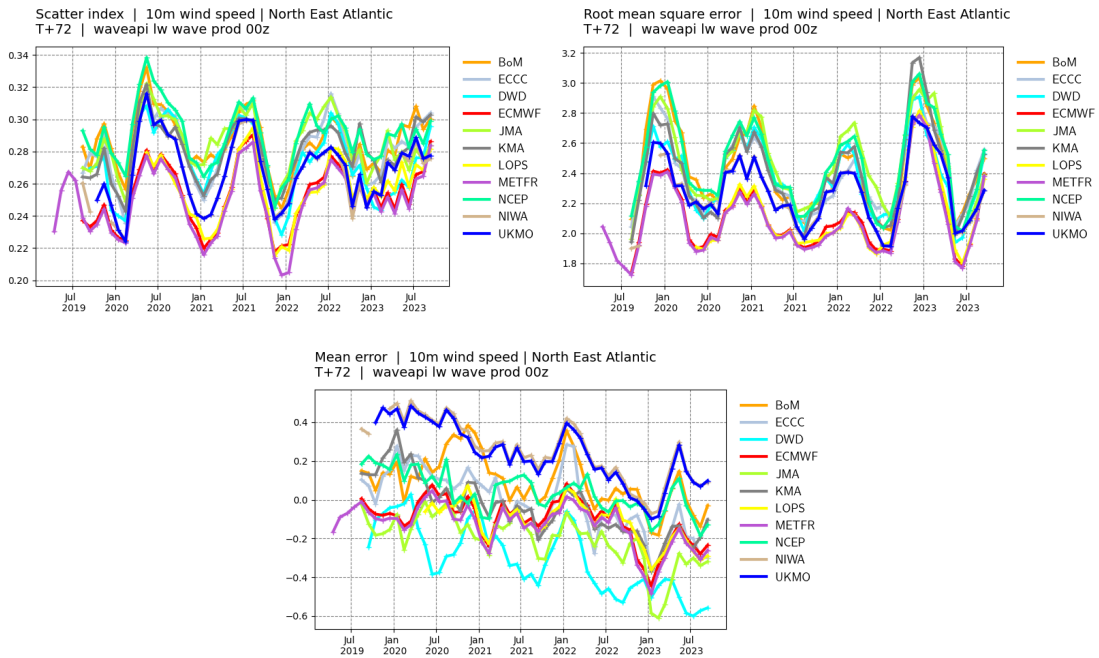 Scatter index | 10m wind speed | North East Atlantic
T+72 | waveapi lw wave prod 00z
0.34
0.32
0.30
0.28
0.26
0.24
0.22
0.20
Jul 2019
Jan 2020
Jul 2020
Jan 2021
Jul 2021
Jan 2022
Jul 2022
Jan 2023
Jul 2023
BoM
ECCC
DWD
ECMWF
JMA
KMA
LOPS
METFR
NCEP
NIWA
UKMO
Root mean square error | 10m wind speed | North East Atlantic
T+72 | waveapi lw wave prod 00z
3.2
3.0
2.8
2.6
2.4
2.2
2.0
1.8
Jul 2019
Jan 2020
Jul 2020
Jan 2021
Jul 2021
Jan 2022
Jul 2022
Jan 2023
Jul 2023
BoM
ECCC
DWD
ECMWF
JMA
KMA
LOPS
METFR
NCEP
NIWA
UKMO
Mean error | 10m wind speed | North East Atlantic
T+72 | waveapi lw wave prod 00z
0.4
0.2
0.0
−0.2
−0.4
−0.6
Jul 2019
Jan 2020
Jul 2020
Jan 2021
Jul 2021
Jan 2022
Jul 2022
Jan 2023
Jul 2023
BoM
ECCC
DWD
ECMWF
JMA
KMA
LOPS
METFR
NCEP
NIWA
UKMO